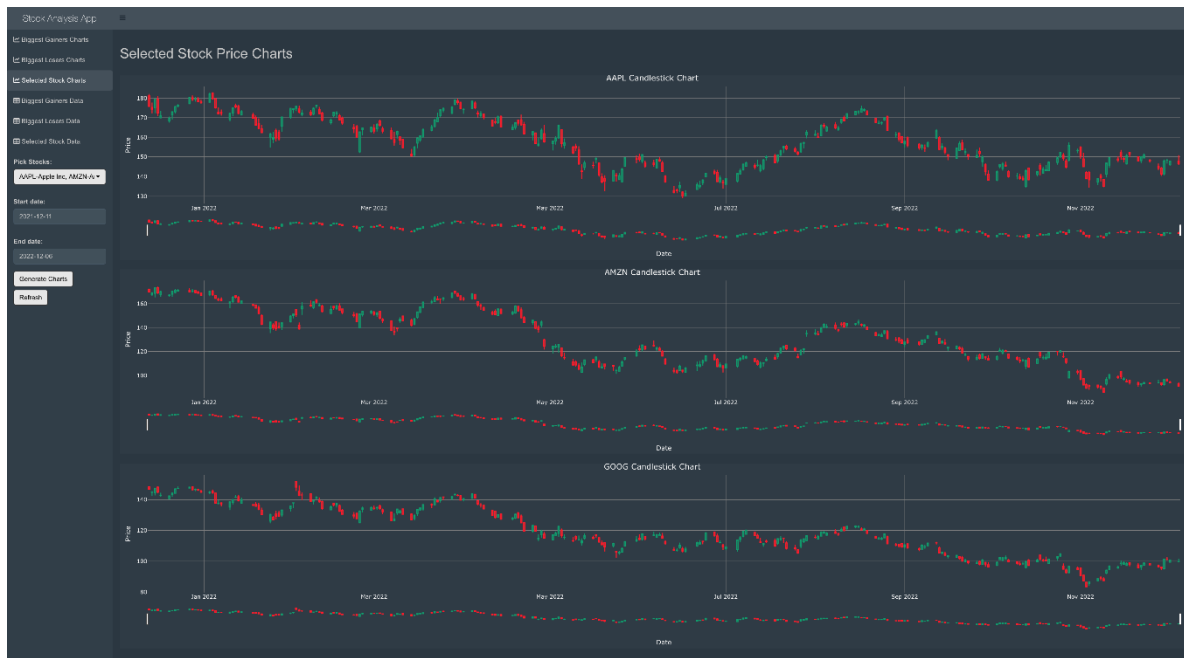 Stock Analysis App
Biggest Gainers Charts
Biggest Losers Charts
Selected Stock Charts
Biggest Gainers Data
Biggest Losers Data
Selected Stock Data
Pick Stocks:
AAPL-Apple Inc, AMZN-A
Start date:
2021-12-11
End date:
2022-12-06
Generate Charts
Refresh
Selected Stock Price Charts
AAPL Candlestick Chart
Price
180
170
160
150
140
130
Jan 2022 Mar 2022 May 2022 Jul 2022 Sep 2022 Nov 2022
Date
AMZN Candlestick Chart
Price
160
140
120
100
Jan 2022 Mar 2022 May 2022 Jul 2022 Sep 2022 Nov 2022
Date
GOOG Candlestick Chart
Price
140
120
100
80
Jan 2022 Mar 2022 May 2022 Jul 2022 Sep 2022 Nov 2022
Date